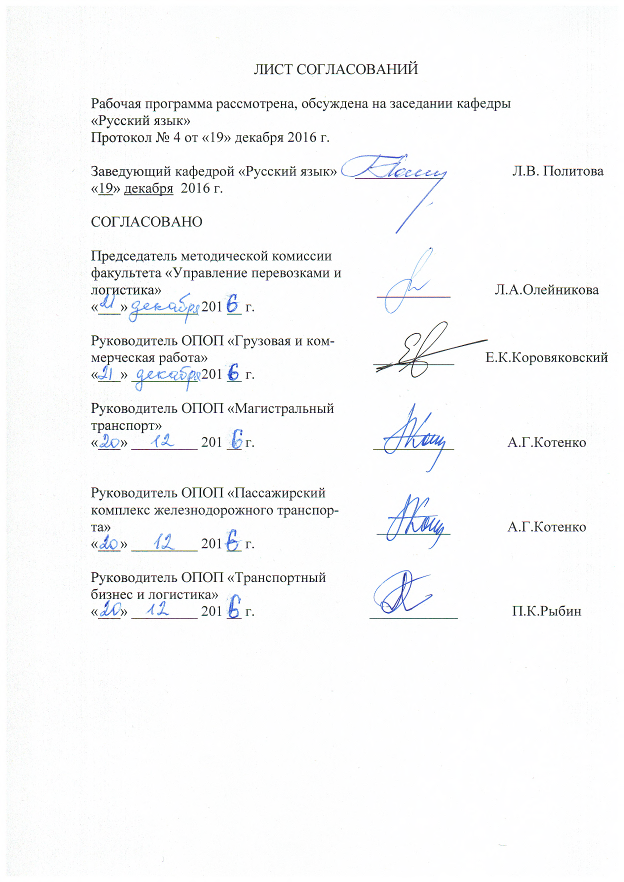 ЛИСТ СОГЛАСОВАНИЙ
Рабочая программа рассмотрена, обсуждена на заседании кафедры
«Русский язык»
Протокол № 4 от «19» декабря 2016 г.
Заведующий кафедрой «Русский язык» Л.В. Политова
«19» декабря 2016 г.
СОГЛАСОВАНО
Председатель методической комиссии
факультета «Управление перевозками и
логистика» Л.А.Олейникова
«21» декабря 2016 г.
Руководитель ОПОП «Грузовая и ком-
мерческая работа» Е.К.Коровяковский
«21» декабря 2016 г.
Руководитель ОПОП «Магистральный
транспорт»
«20» 12 2016 г. А.Г.Котенко
Руководитель ОПОП «Пассажирский
комплекс железнодорожного транспор-
та» А.Г.Котенко
«20» 12 2016 г.
Руководитель ОПОП «Транспортный
бизнес и логистика»
«20» 12 2016 г. П.К.Рыбин